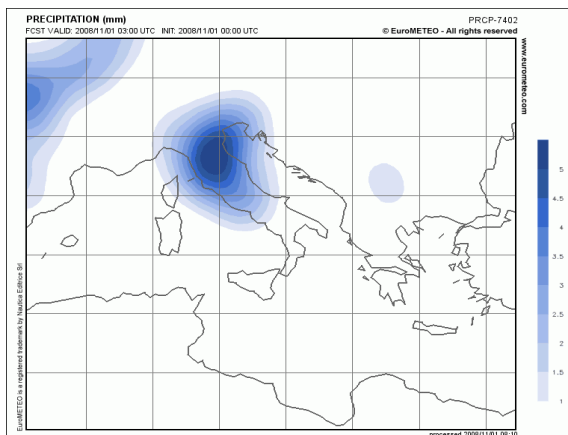 PRECIPITATION (mm)
PRCP-7402
FCST VALID: 2008/11/01 03:00 UTC INIT: 2008/11/01 00:00 UTC
© EuroMETEO - All rights reserved
www.eurometeo.com
5
4.5
4
3.5
3
2.5
2
1.5
1
EuroMETEO is a registered trademark by Nautica Editrice Srl
processed 2008/11/01 08:10